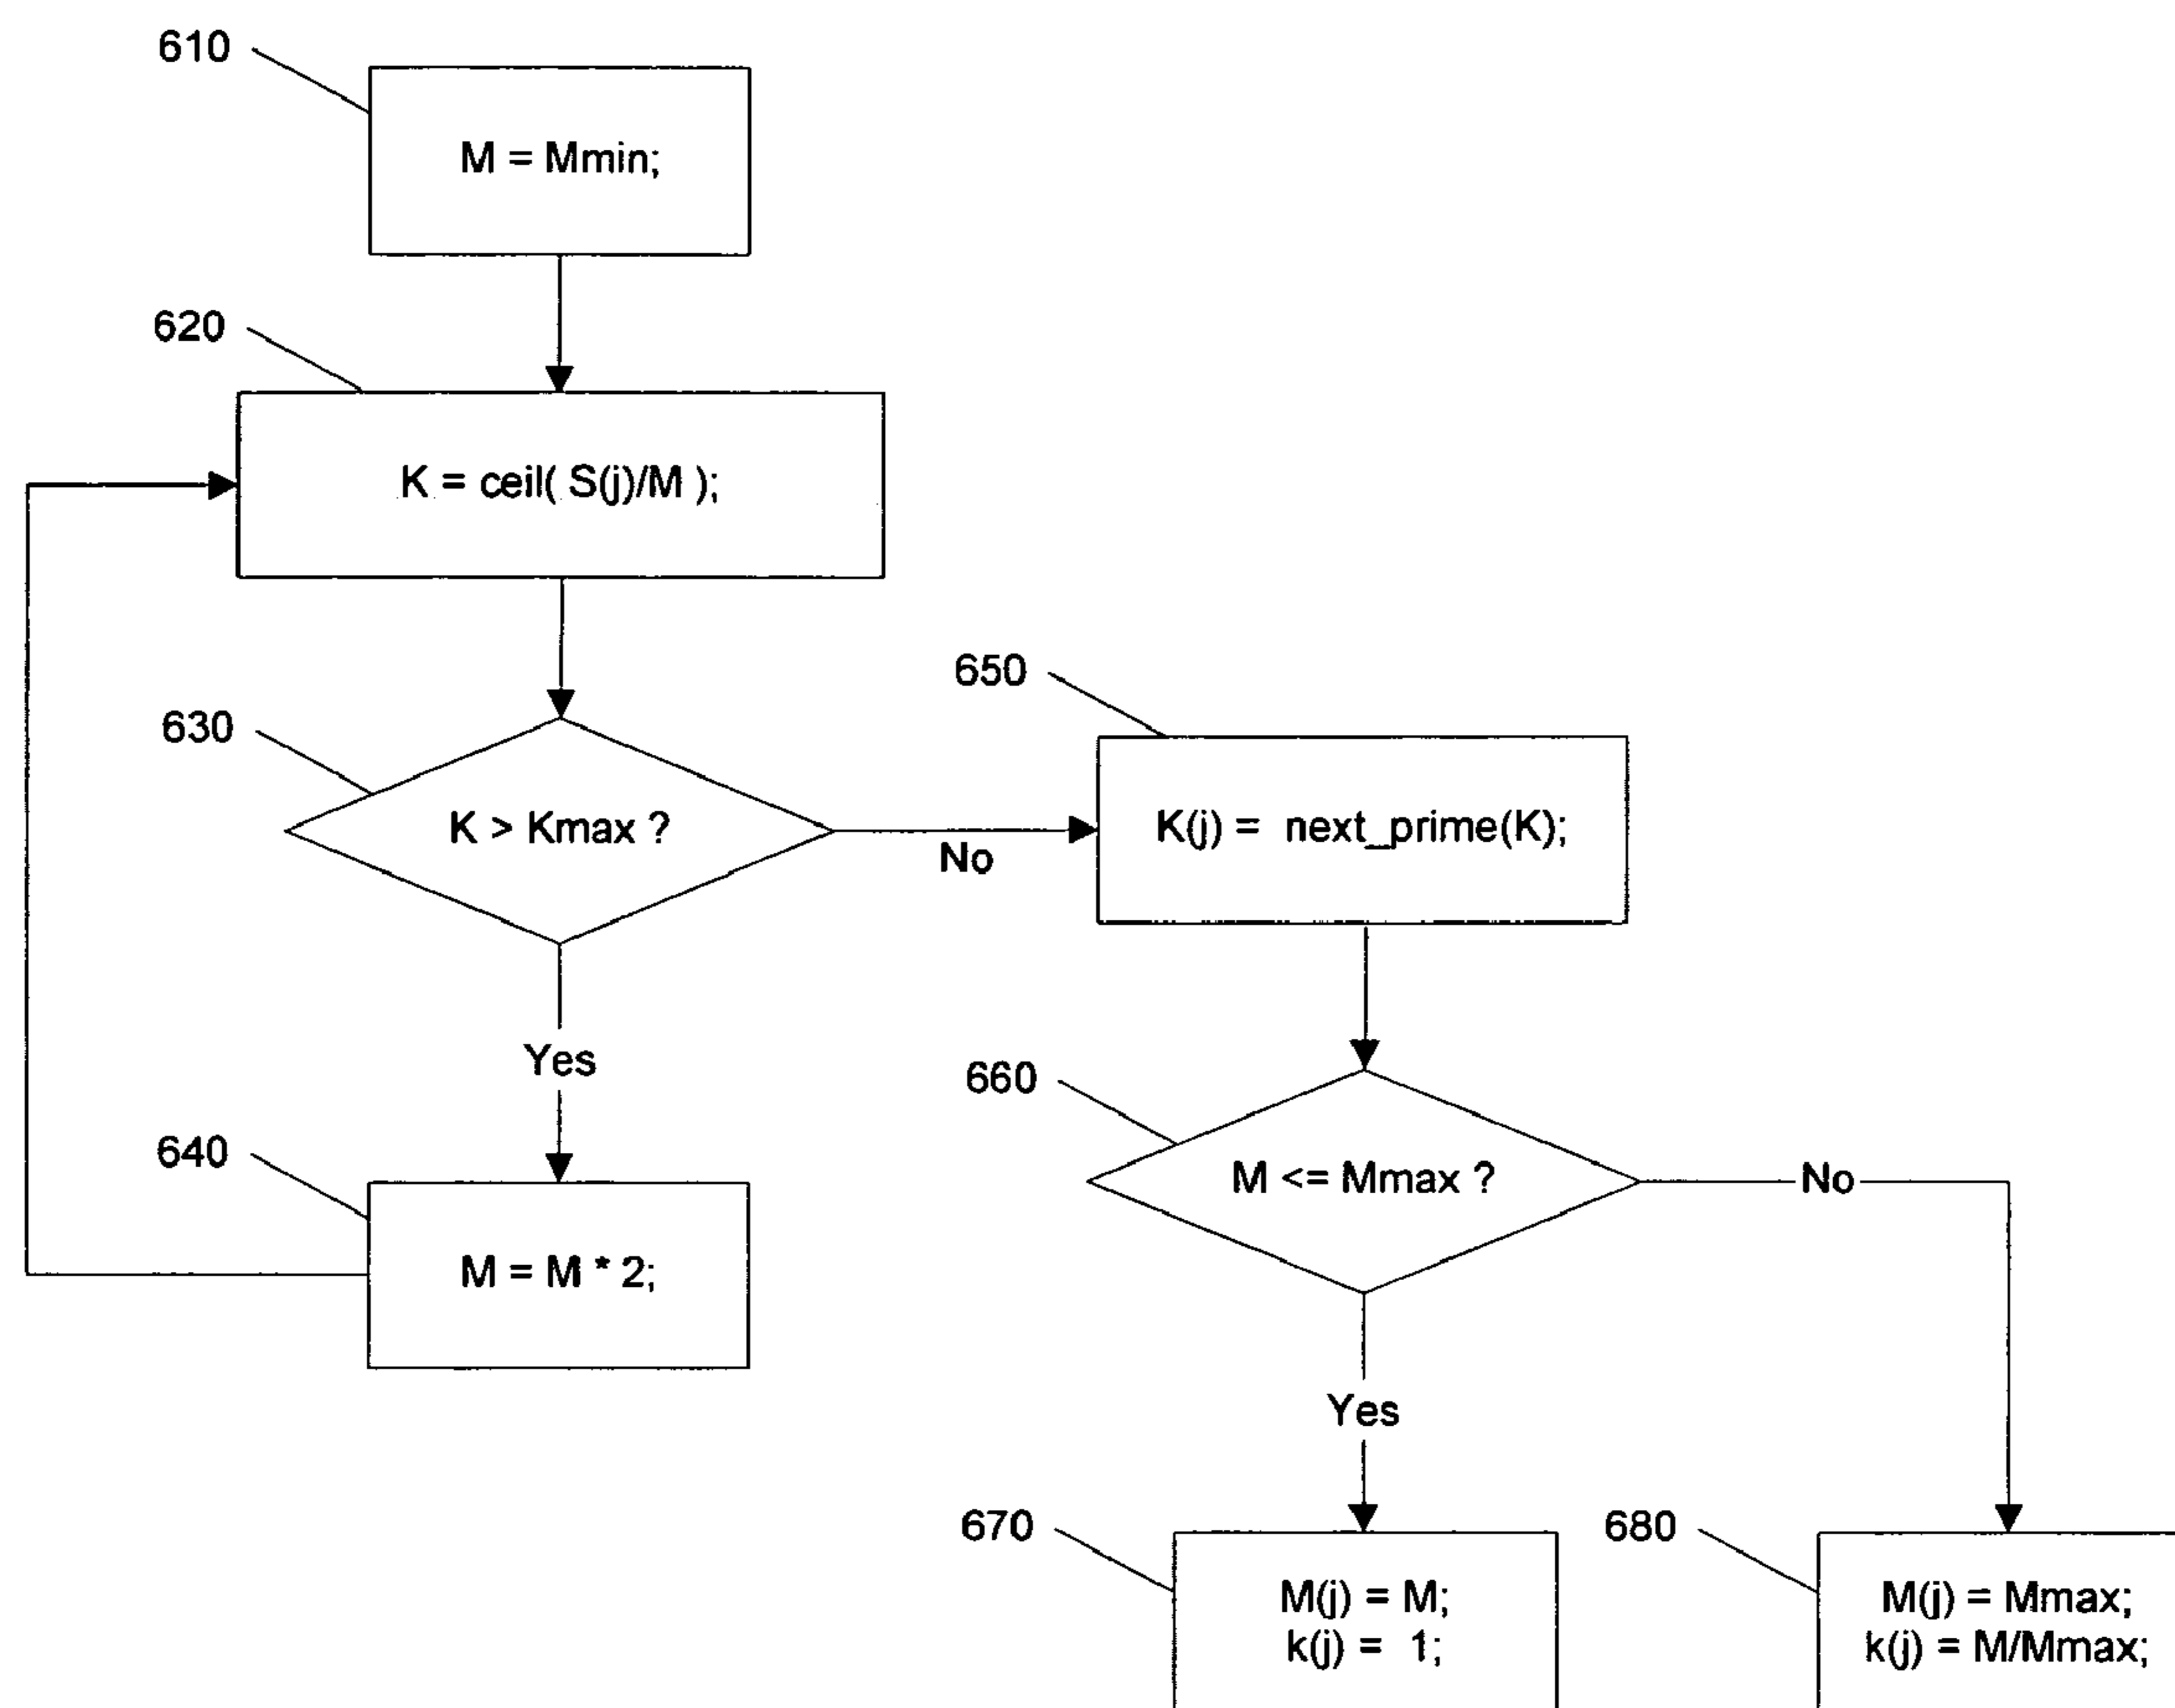 610
M = Mmin;
620
K = ceil( S(j)/M );
630
K > Kmax ?
No
650
K(j) = next_prime(K);
Yes
640
M = M * 2;
660
M <= Mmax ?
No
Yes
670
M(j) = M;
k(j) = 1;
680
M(j) = Mmax;
k(j) = M/Mmax;